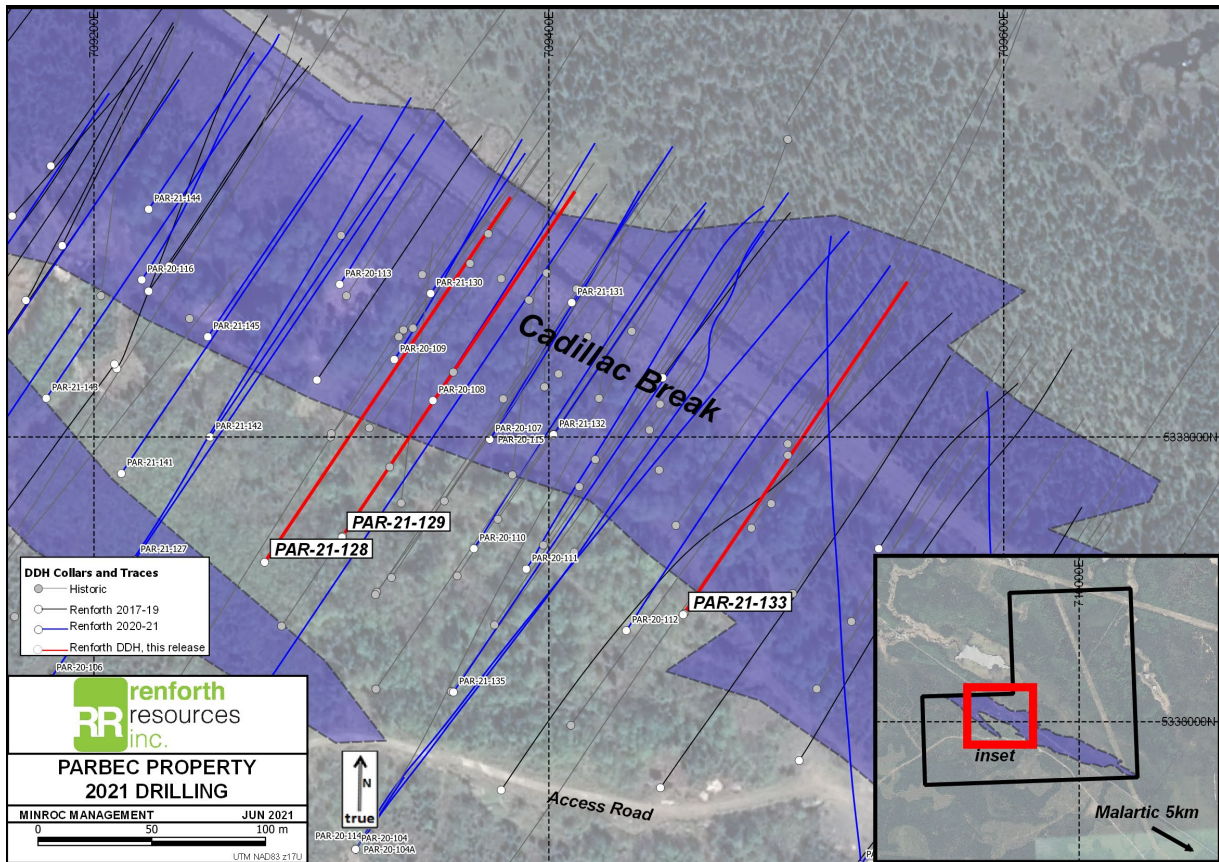 709200E
709400E
709600E
PAR-21-144
PAR-20-116
PAR-20-113
PAR-21-130
PAR-21-131
PAR-21-145
Cadillac Break
PAR-20-109
PAR-21-143
PAR-20-108
PAR-21-142
PAR-20-107
PAR-20-115
PAR-21-132
5338000N
PAR-21-141
PAR-21-129
PAR-21-128
PAR-21-127
PAR-20-110
PAR-20-111
PAR-21-133
PAR-20-112
PAR-20-106
PAR-21-135
DDH Collars and Traces
Historic
Renforth 2017-19
Renforth 2020-21
Renforth DDH, this release
RR
renforth
resources
inc.
PARBEC PROPERTY
2021 DRILLING
MINROC MANAGEMENT JUN 2021
0 50 100 m
UTM NAD83 z17U
N
true
PAR-20-114
PAR-20-104
PAR-20-104A
Access Road
5338000N
inset
Malartic 5km